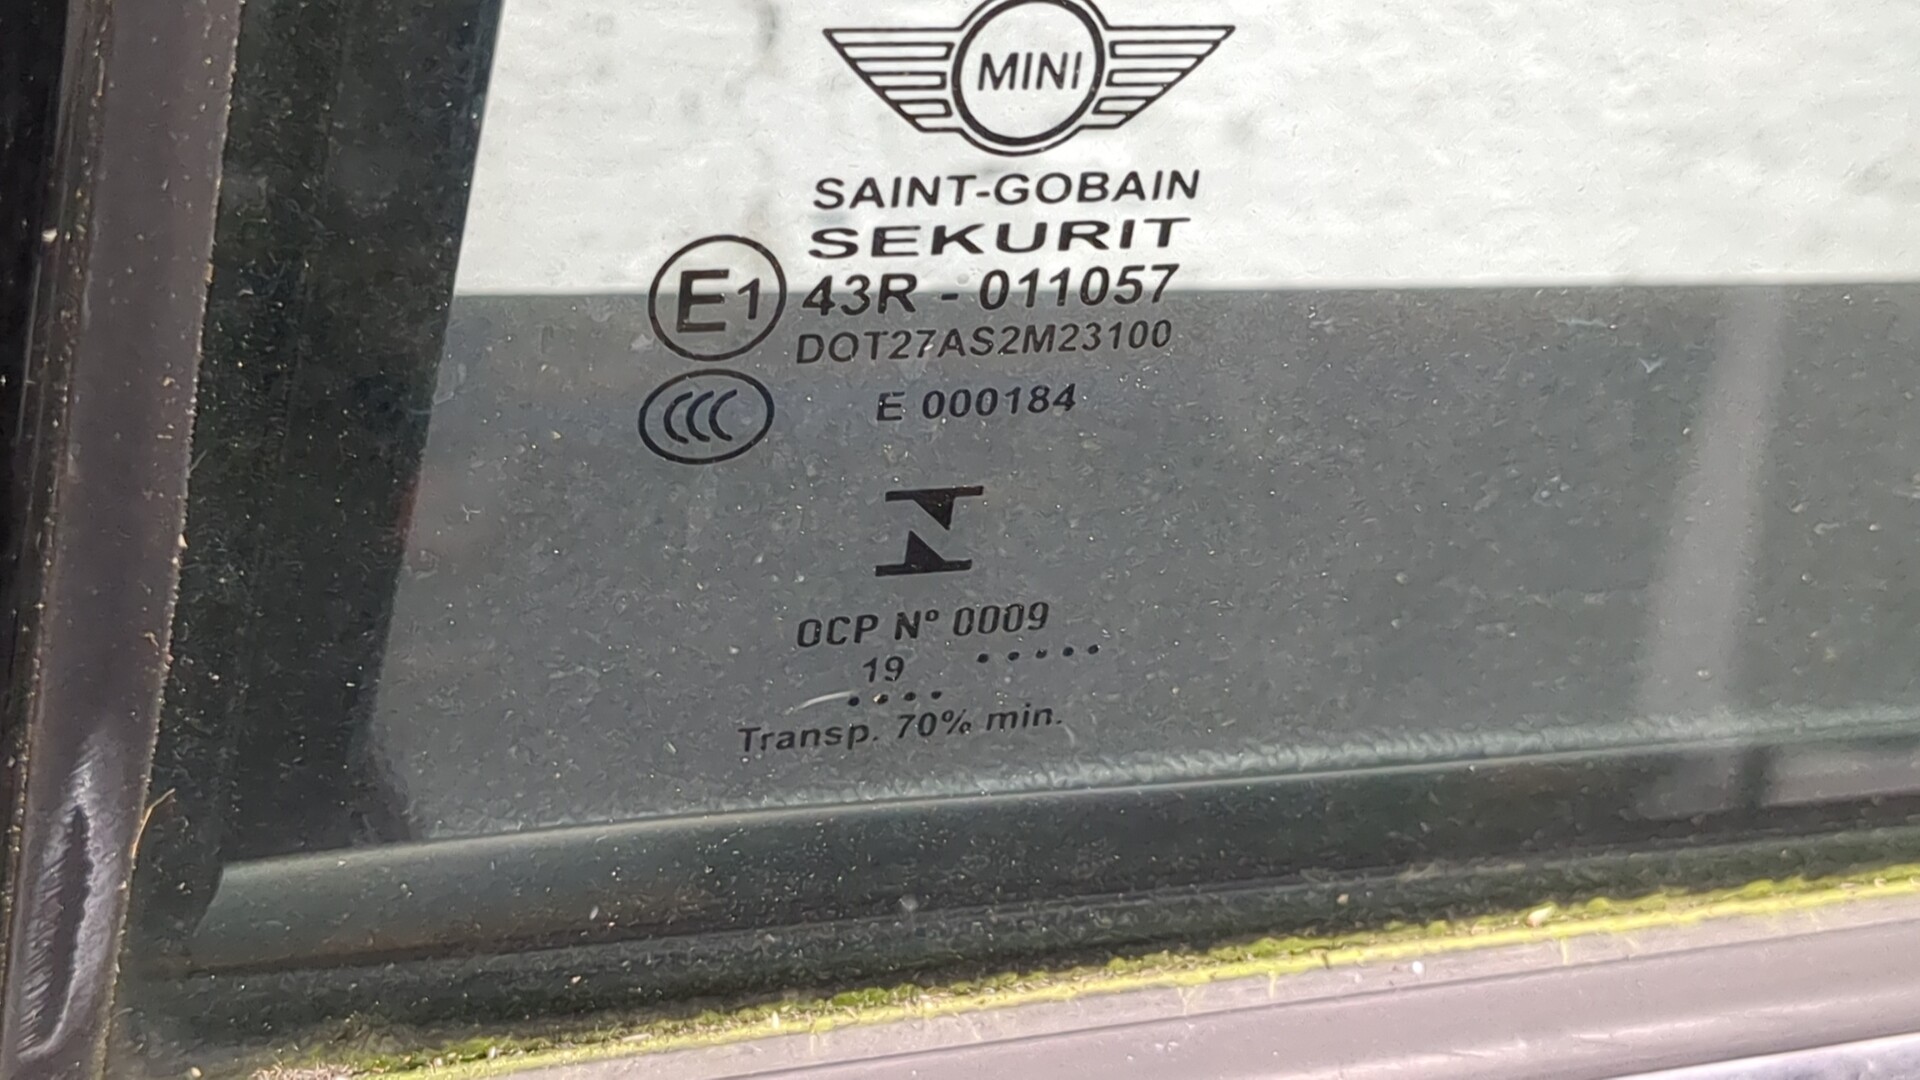 MINI
SAINT-GOBAIN
SEKURIT
E1 43R - 011057
DOT27AS2M23100
CCC E 000184
OCP Nº 0009
19 .....
....
Transp. 70% min.